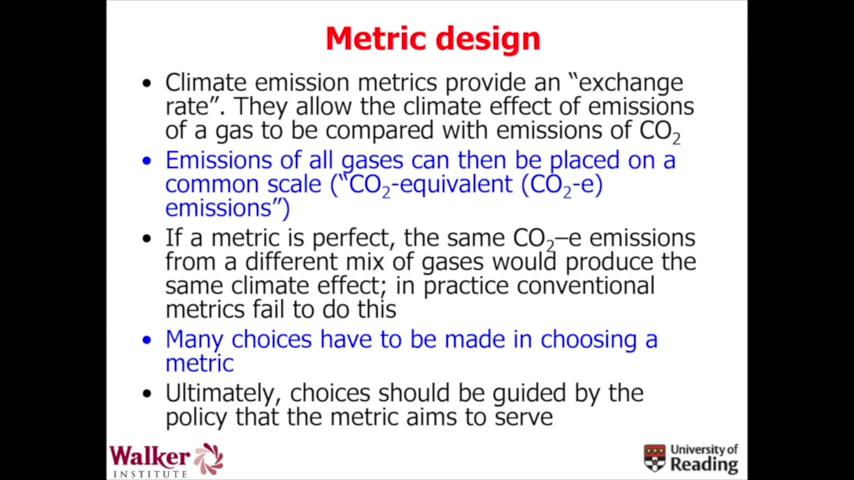 Metric design
• Climate emission metrics provide an “exchange
rate”. They allow the climate effect of emissions
of a gas to be compared with emissions of CO₂
• Emissions of all gases can then be placed on a
common scale (“CO₂-equivalent (CO₂-e)
emissions”)
• If a metric is perfect, the same CO₂–e emissions
from a different mix of gases would produce the
same climate effect; in practice conventional
metrics fail to do this
• Many choices have to be made in choosing a
metric
• Ultimately, choices should be guided by the
policy that the metric aims to serve
Walker
INSTITUTE
University of
Reading